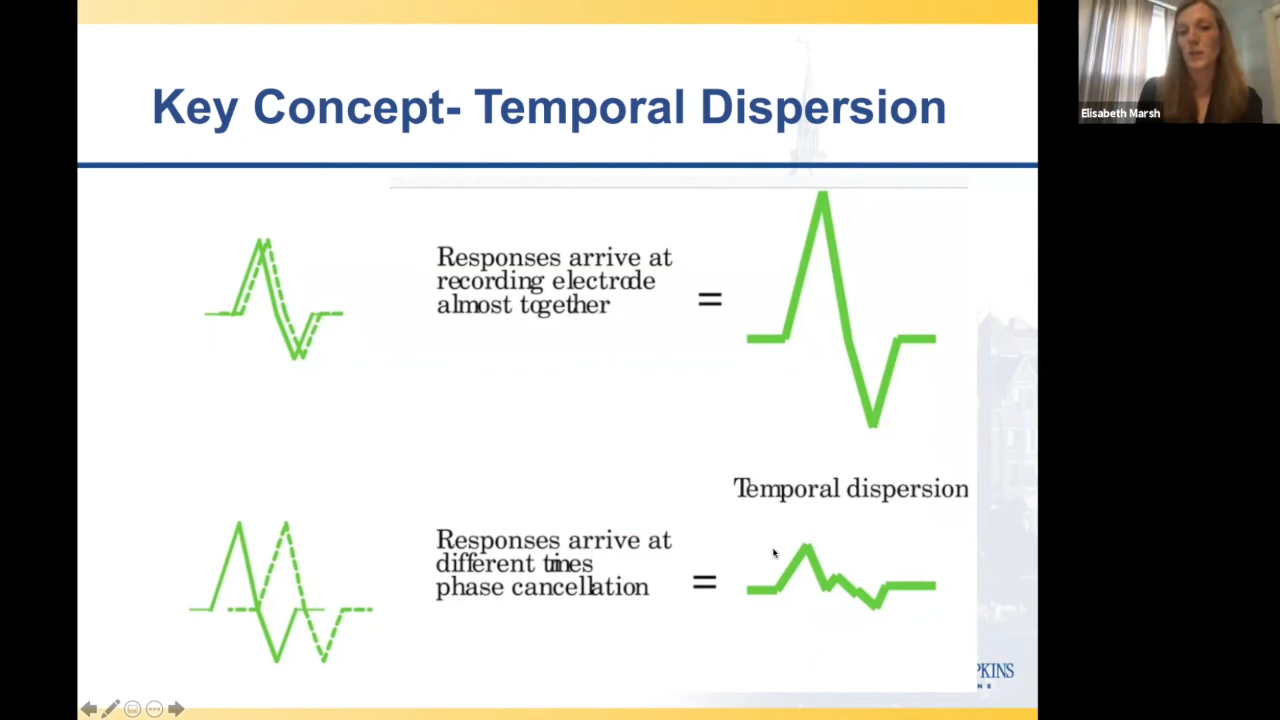 Key Concept- Temporal Dispersion
Elisabeth Marsh
Responses arrive at
recording electrode
almost together
=
Temporal dispersion
Responses arrive at
different times
phase cancellation
=